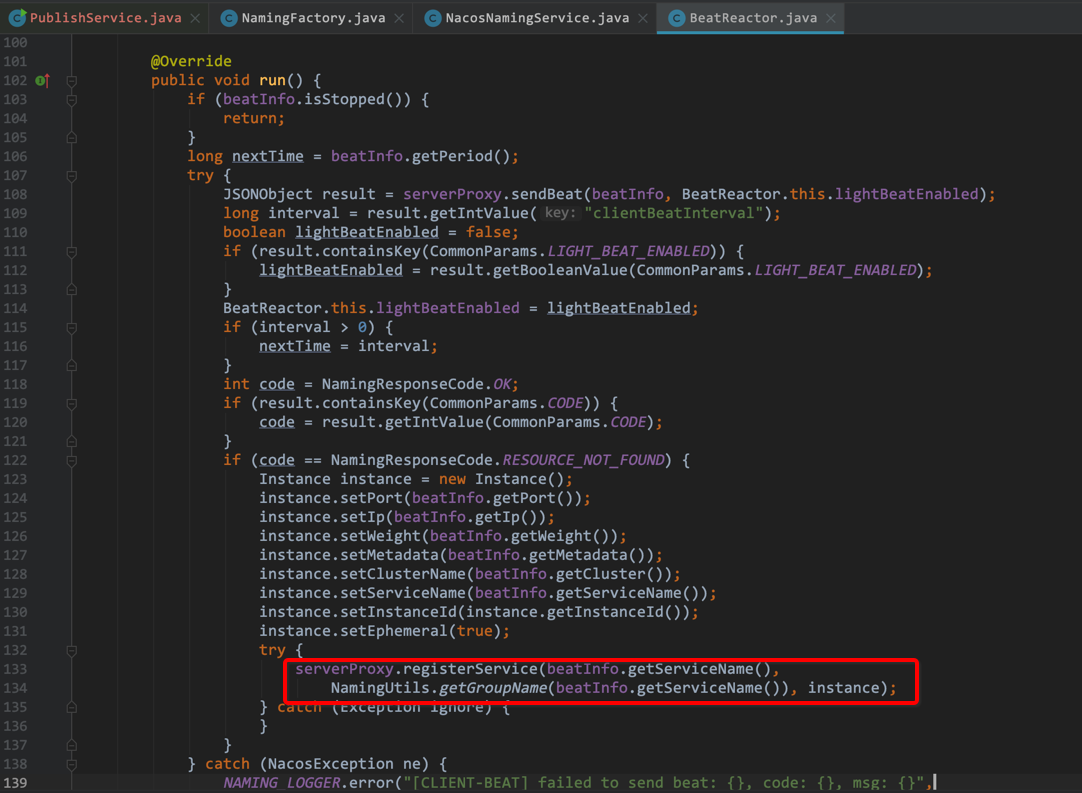 PublishService.java NamingFactory.java NacosNamingService.java BeatReactor.java
100
101 @Override
102 public void run() {
103 if (beatInfo.isStopped()) {
104 return;
105 }
106 long nextTime = beatInfo.getPeriod();
107 try {
108 JSONObject result = serverProxy.sendBeat(beatInfo, BeatReactor.this.lightBeatEnabled);
109 long interval = result.getIntValue( key: "clientBeatInterval");
110 boolean lightBeatEnabled = false;
111 if (result.containsKey(CommonParams.LIGHT_BEAT_ENABLED)) {
112 lightBeatEnabled = result.getBooleanValue(CommonParams.LIGHT_BEAT_ENABLED);
113 }
114 BeatReactor.this.lightBeatEnabled = lightBeatEnabled;
115 if (interval > 0) {
116 nextTime = interval;
117 }
118 int code = NamingResponseCode.OK;
119 if (result.containsKey(CommonParams.CODE)) {
120 code = result.getIntValue(CommonParams.CODE);
121 }
122 if (code == NamingResponseCode.RESOURCE_NOT_FOUND) {
123 Instance instance = new Instance();
124 instance.setPort(beatInfo.getPort());
125 instance.setIp(beatInfo.getIp());
126 instance.setWeight(beatInfo.getWeight());
127 instance.setMetadata(beatInfo.getMetadata());
128 instance.setClusterName(beatInfo.getCluster());
129 instance.setServiceName(beatInfo.getServiceName());
130 instance.setInstanceId(instance.getInstanceId());
131 instance.setEphemeral(true);
132 try {
133 serverProxy.registerService(beatInfo.getServiceName(),
134 NamingUtils.getGroupName(beatInfo.getServiceName()), instance);
135 } catch (Exception ignore) {
136 }
137 }
138 } catch (NacosException ne) {
139 NAMING_LOGGER.error("[CLIENT-BEAT] failed to send beat: {}, code: {}, msg: {}",